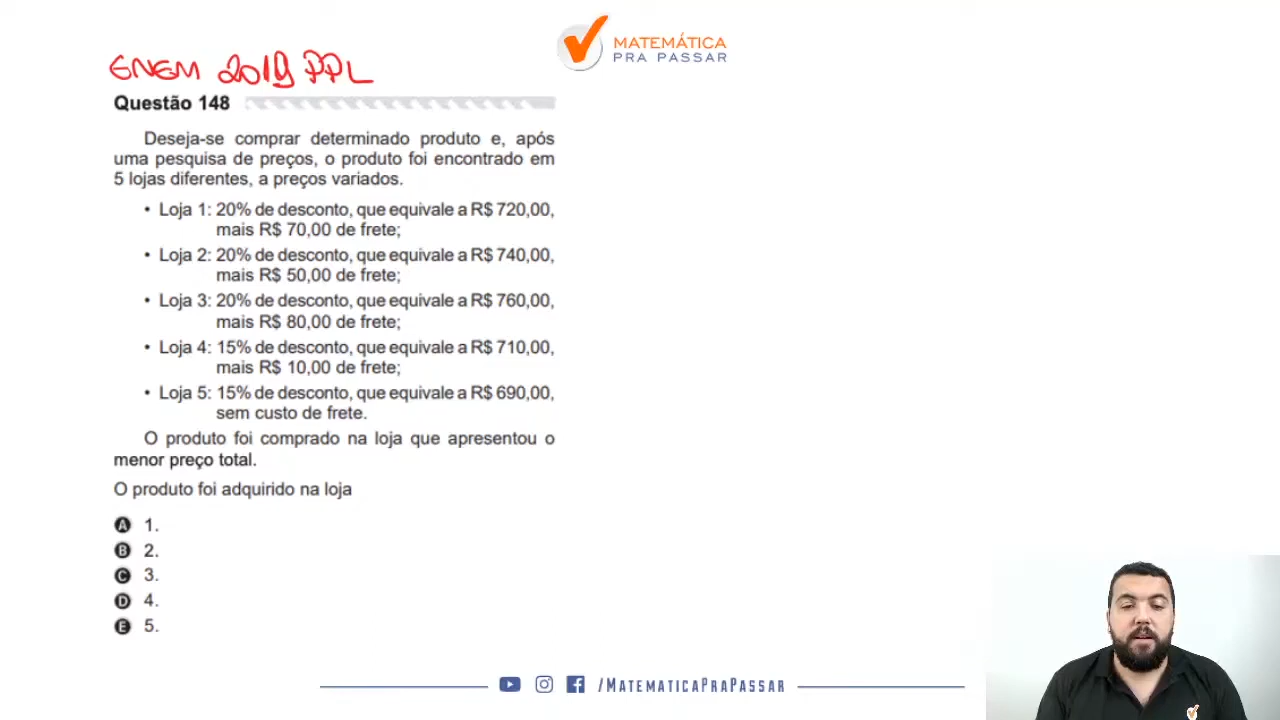 MATEMÁTICA
PRA PASSAR
ENEM 2019 PPL
Questão 148
Deseja-se comprar determinado produto e, após
uma pesquisa de preços, o produto foi encontrado em
5 lojas diferentes, a preços variados.
• Loja 1: 20% de desconto, que equivale a R$ 720,00,
mais R$ 70,00 de frete;
• Loja 2: 20% de desconto, que equivale a R$ 740,00,
mais R$ 50,00 de frete;
• Loja 3: 20% de desconto, que equivale a R$ 760,00,
mais R$ 80,00 de frete;
• Loja 4: 15% de desconto, que equivale a R$ 710,00,
mais R$ 10,00 de frete;
• Loja 5: 15% de desconto, que equivale a R$ 690,00,
sem custo de frete.
O produto foi comprado na loja que apresentou o
menor preço total.
O produto foi adquirido na loja
A 1.
B 2.
C 3.
D 4.
E 5.
/MATEMATICAPRAPASSAR